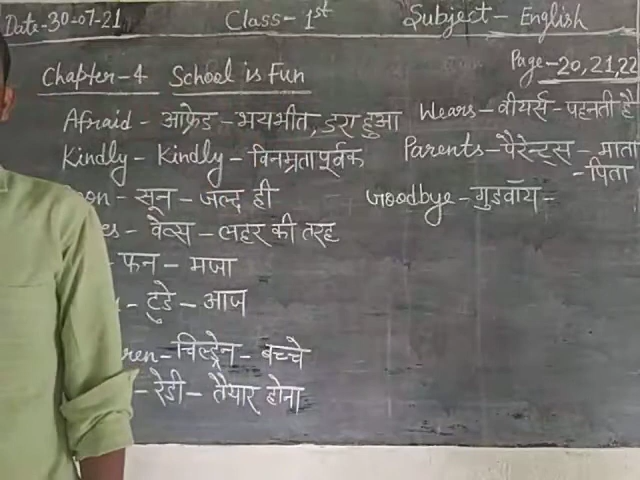 Date-30-07-21 Class-1st Subject-English
Page-20,21,22
Chapter-4 School is Fun
Afraid - आफ्रेड - भयभीत, डरा हुआ
Kindly - Kindly - विनम्रतापूर्वक
oon - सून - जल्द ही
es - वेव्स - लहर की तरह
- फन - मजा
- टुडे - आज
ren - चिल्ड्रेन - बच्चे
- रेडी - तैयार होना
Wears - वीयर्स - पहनती है
Parents - पैरेन्ट्स - माता
- पिता
Goodbye - गुडवॉय -